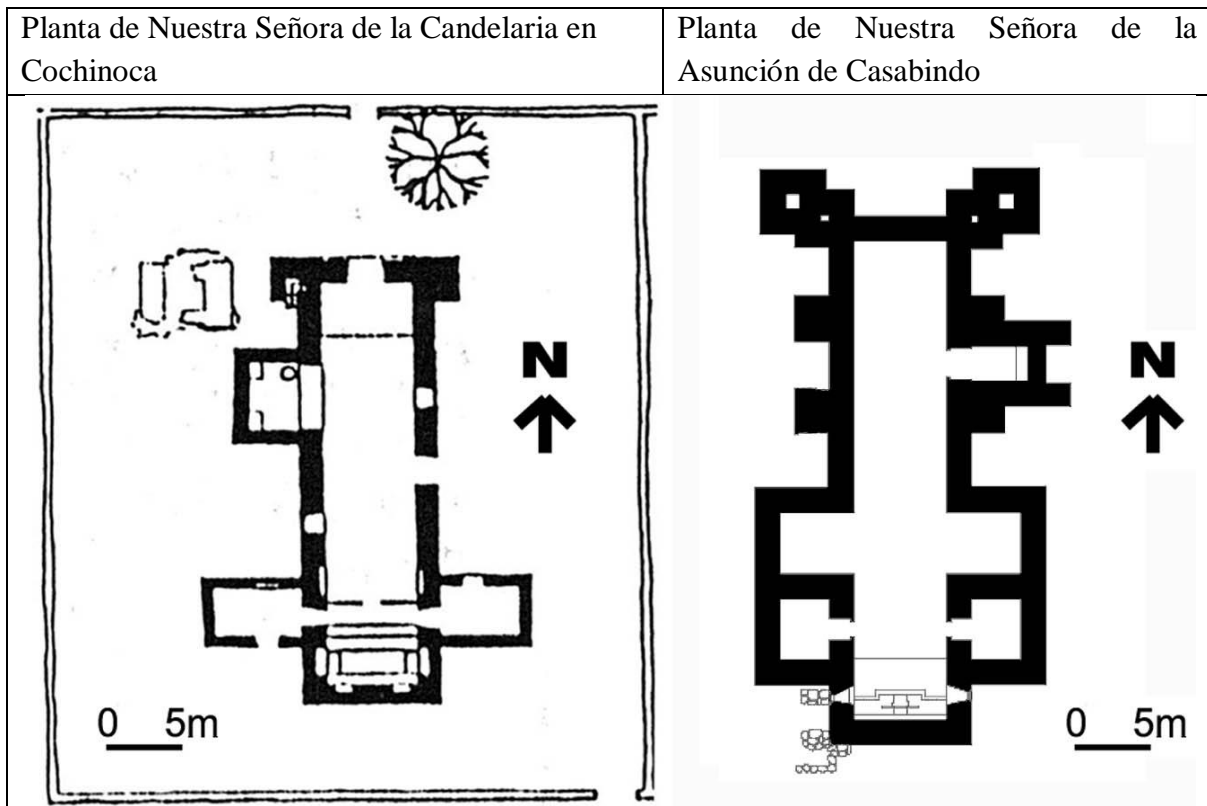 Planta de Nuestra Señora de la Candelaria en
Cochinoca
Planta de Nuestra Señora de la
Asunción de Casabindo
N
0 5m
N
0 5m